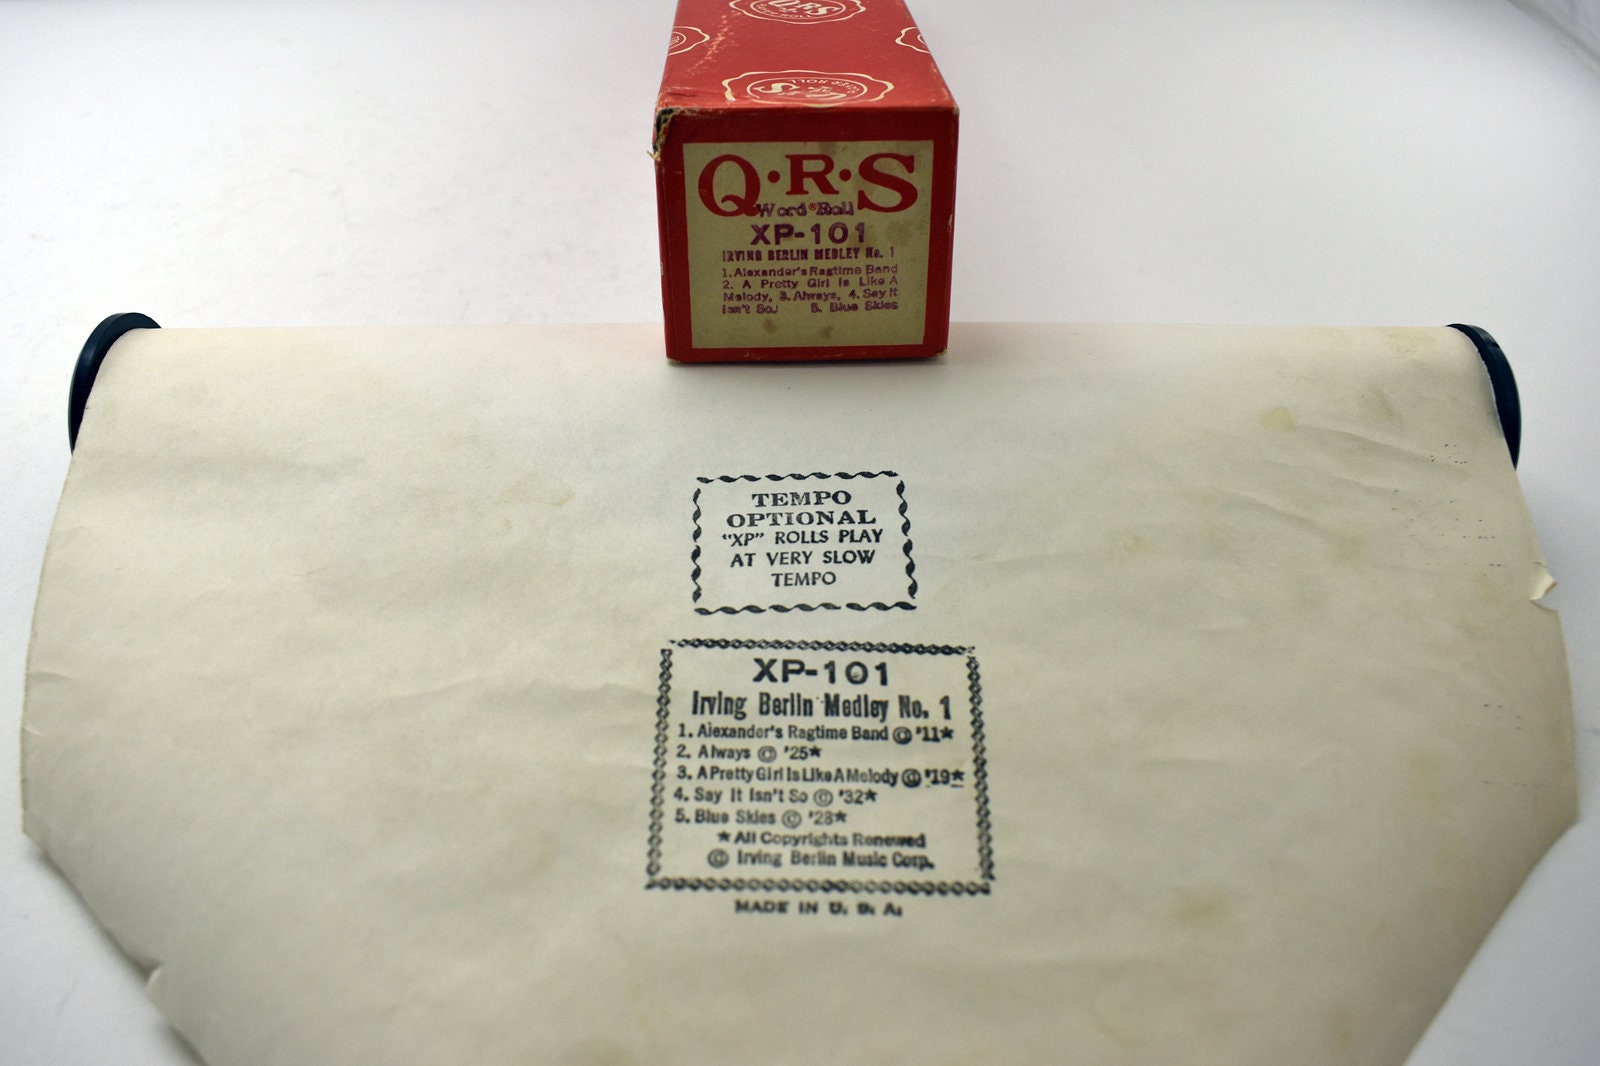 Q·R·S
Word® Roll
XP-101
IRVING BERLIN MEDLEY No. 1
1. Alexander's Ragtime Band
2. A Pretty Girl Is Like A
Melody, 3. Always, 4. Say It
Isn't So, 5. Blue Skies
TEMPO
OPTIONAL
"XP" ROLLS PLAY
AT VERY SLOW
TEMPO
XP-101
Irving Berlin Medley No. 1
1. Alexander's Ragtime Band © '11★
2. Always © '25★
3. A Pretty Girl Is Like A Melody © '19★
4. Say It Isn't So © '32★
5. Blue Skies © '28★
★ All Copyrights Renewed
© Irving Berlin Music Corp.
MADE IN U. S. A.